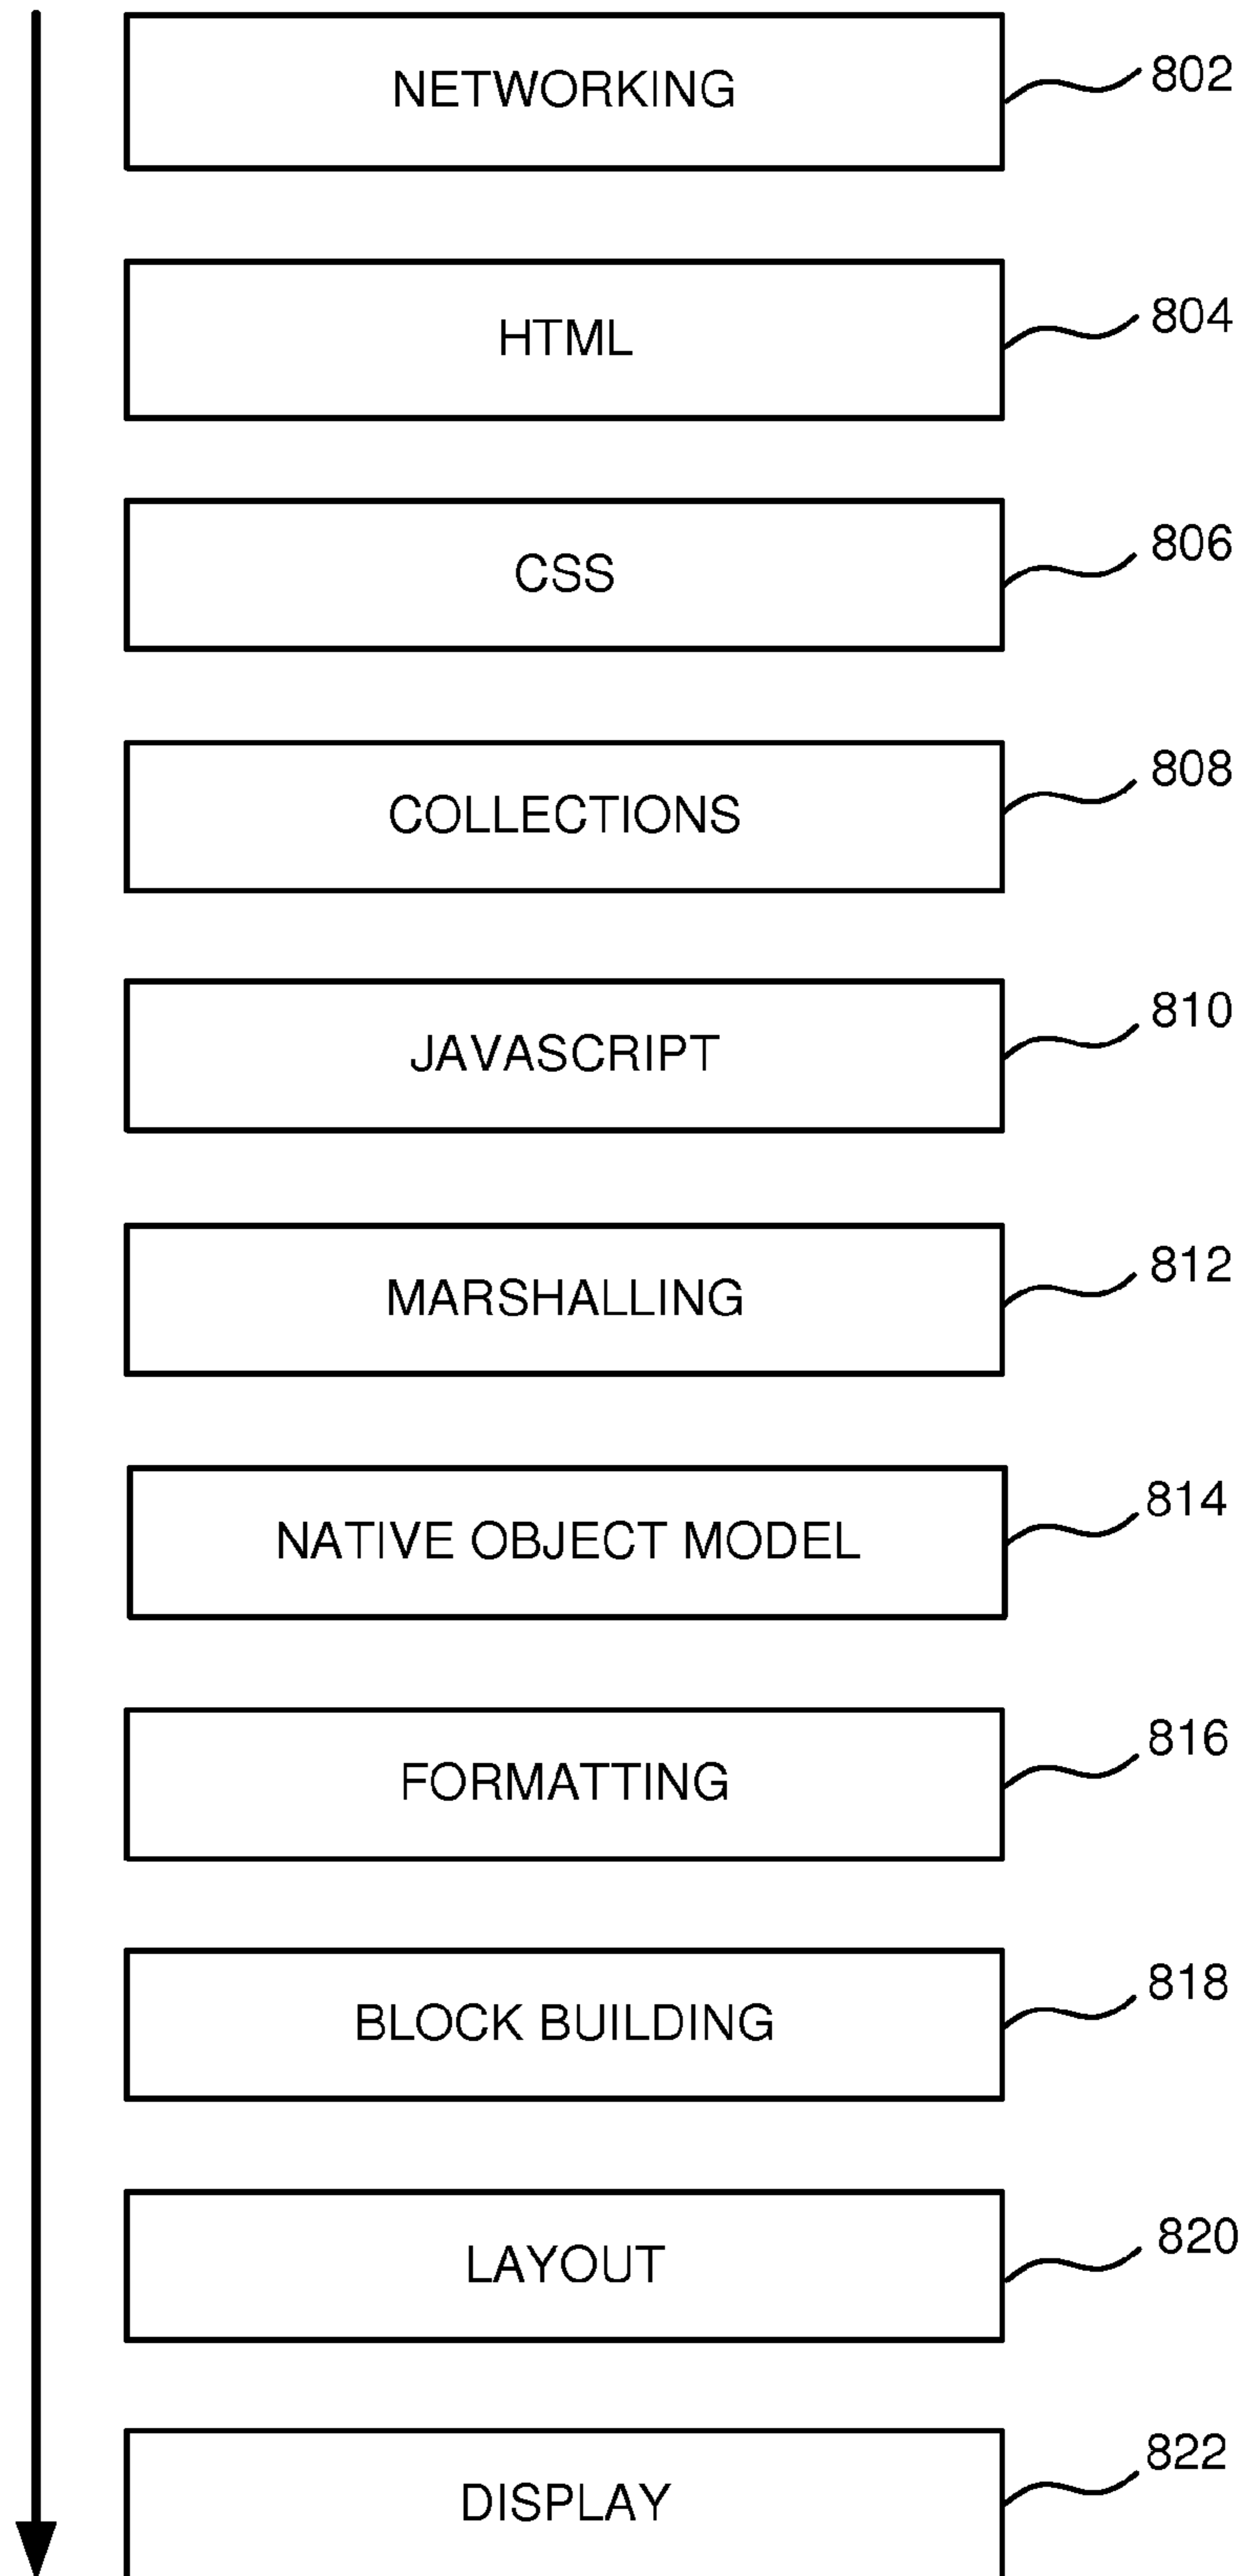 NETWORKING 802
HTML 804
CSS 806
COLLECTIONS 808
JAVASCRIPT 810
MARSHALLING 812
NATIVE OBJECT MODEL 814
FORMATTING 816
BLOCK BUILDING 818
LAYOUT 820
DISPLAY 822